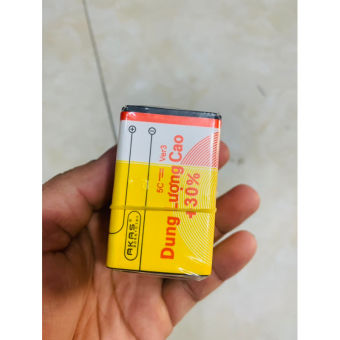 Dung Lượng Cao
+30%
5C
Ver3
AKAS